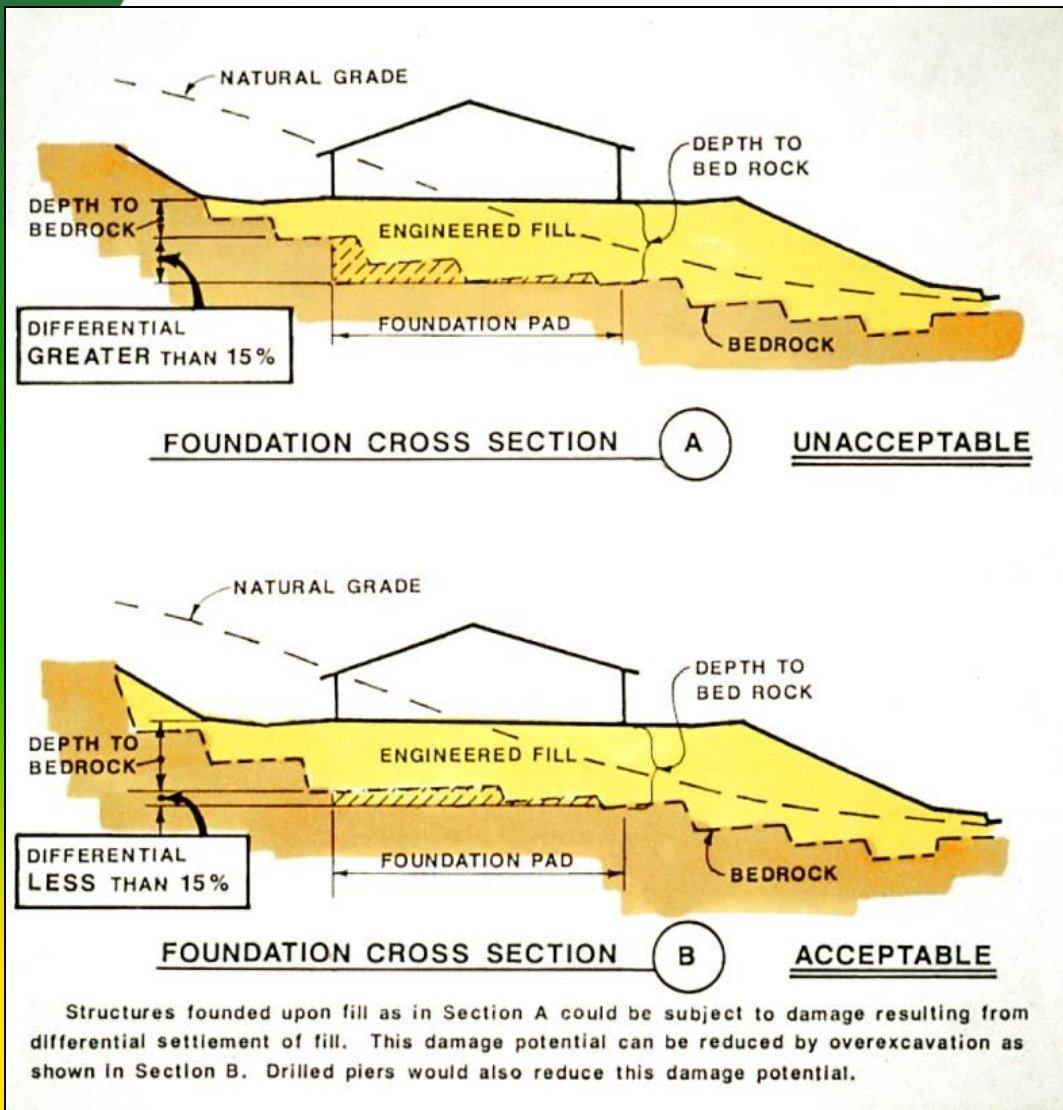 NATURAL GRADE
DEPTH TO
BED ROCK
DEPTH TO
BEDROCK
ENGINEERED FILL
DIFFERENTIAL
GREATER THAN 15%
FOUNDATION PAD
BEDROCK
FOUNDATION CROSS SECTION A UNACCEPTABLE
NATURAL GRADE
DEPTH TO
BED ROCK
DEPTH TO
BEDROCK
ENGINEERED FILL
DIFFERENTIAL
LESS THAN 15%
FOUNDATION PAD
BEDROCK
FOUNDATION CROSS SECTION B ACCEPTABLE
Structures founded upon fill as in Section A could be subject to damage resulting from
differential settlement of fill. This damage potential can be reduced by overexcavation as
shown in Section B. Drilled piers would also reduce this damage potential.